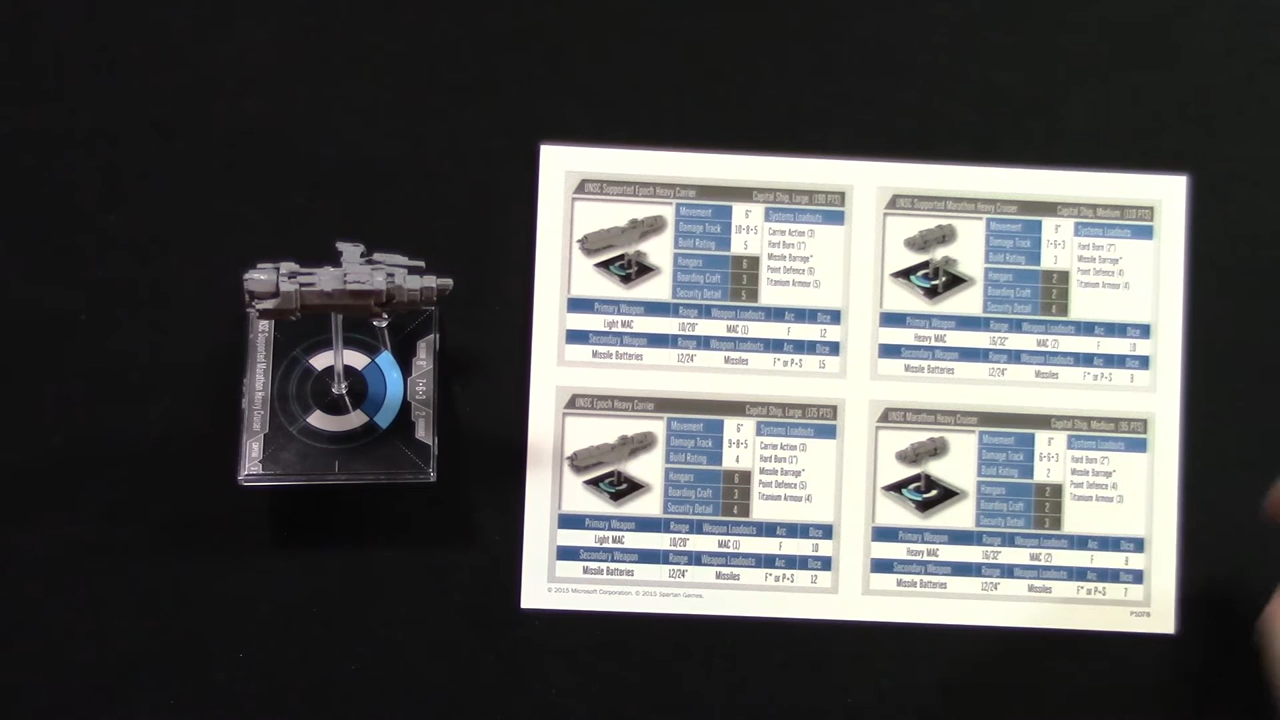 UNSC Supported Marathon Heavy Cruiser
7-6-3
2
UNSC Supported Epoch Heavy Carrier Capital Ship, Large (190 PTS)
Movement 6" Systems Loadouts
Damage Track 10-8-5 Carrier Action (3)
Build Rating 5 Hard Burn (1")
Hangars 6 Missile Barrage*
Boarding Craft 3 Point Defence (6)
Security Detail 5 Titanium Armour (5)
Primary Weapon Range Weapon Loadouts Arc Dice
Light MAC 10/20" MAC (1) F 12
Secondary Weapon Range Weapon Loadouts Arc Dice
Missile Batteries 12/24" Missiles F* or P+S 15
UNSC Supported Marathon Heavy Cruiser Capital Ship, Medium (110 PTS)
Movement 8" Systems Loadouts
Damage Track 7-6-3 Hard Burn (2")
Build Rating 3 Missile Barrage*
Hangars 2 Point Defence (4)
Boarding Craft 2 Titanium Armour (4)
Security Detail 4
Primary Weapon Range Weapon Loadouts Arc Dice
Heavy MAC 16/32" MAC (2) F 10
Secondary Weapon Range Weapon Loadouts Arc Dice
Missile Batteries 12/24" Missiles F* or P+S 9
UNSC Epoch Heavy Carrier Capital Ship, Large (175 PTS)
Movement 6" Systems Loadouts
Damage Track 9-8-5 Carrier Action (3)
Build Rating 4 Hard Burn (1")
Hangars 6 Missile Barrage*
Boarding Craft 3 Point Defence (5)
Security Detail 4 Titanium Armour (4)
Primary Weapon Range Weapon Loadouts Arc Dice
Light MAC 10/20" MAC (1) F 10
Secondary Weapon Range Weapon Loadouts Arc Dice
Missile Batteries 12/24" Missiles F* or P+S 12
UNSC Marathon Heavy Cruiser Capital Ship, Medium (95 PTS)
Movement 8" Systems Loadouts
Damage Track 6-6-3 Hard Burn (2")
Build Rating 2 Missile Barrage*
Hangars 2 Point Defence (4)
Boarding Craft 2 Titanium Armour (3)
Security Detail 3
Primary Weapon Range Weapon Loadouts Arc Dice
Heavy MAC 16/32" MAC (2) F 8
Secondary Weapon Range Weapon Loadouts Arc Dice
Missile Batteries 12/24" Missiles F* or P+S 7
© 2015 Microsoft Corporation. © 2015 Spartan Games.
P1078